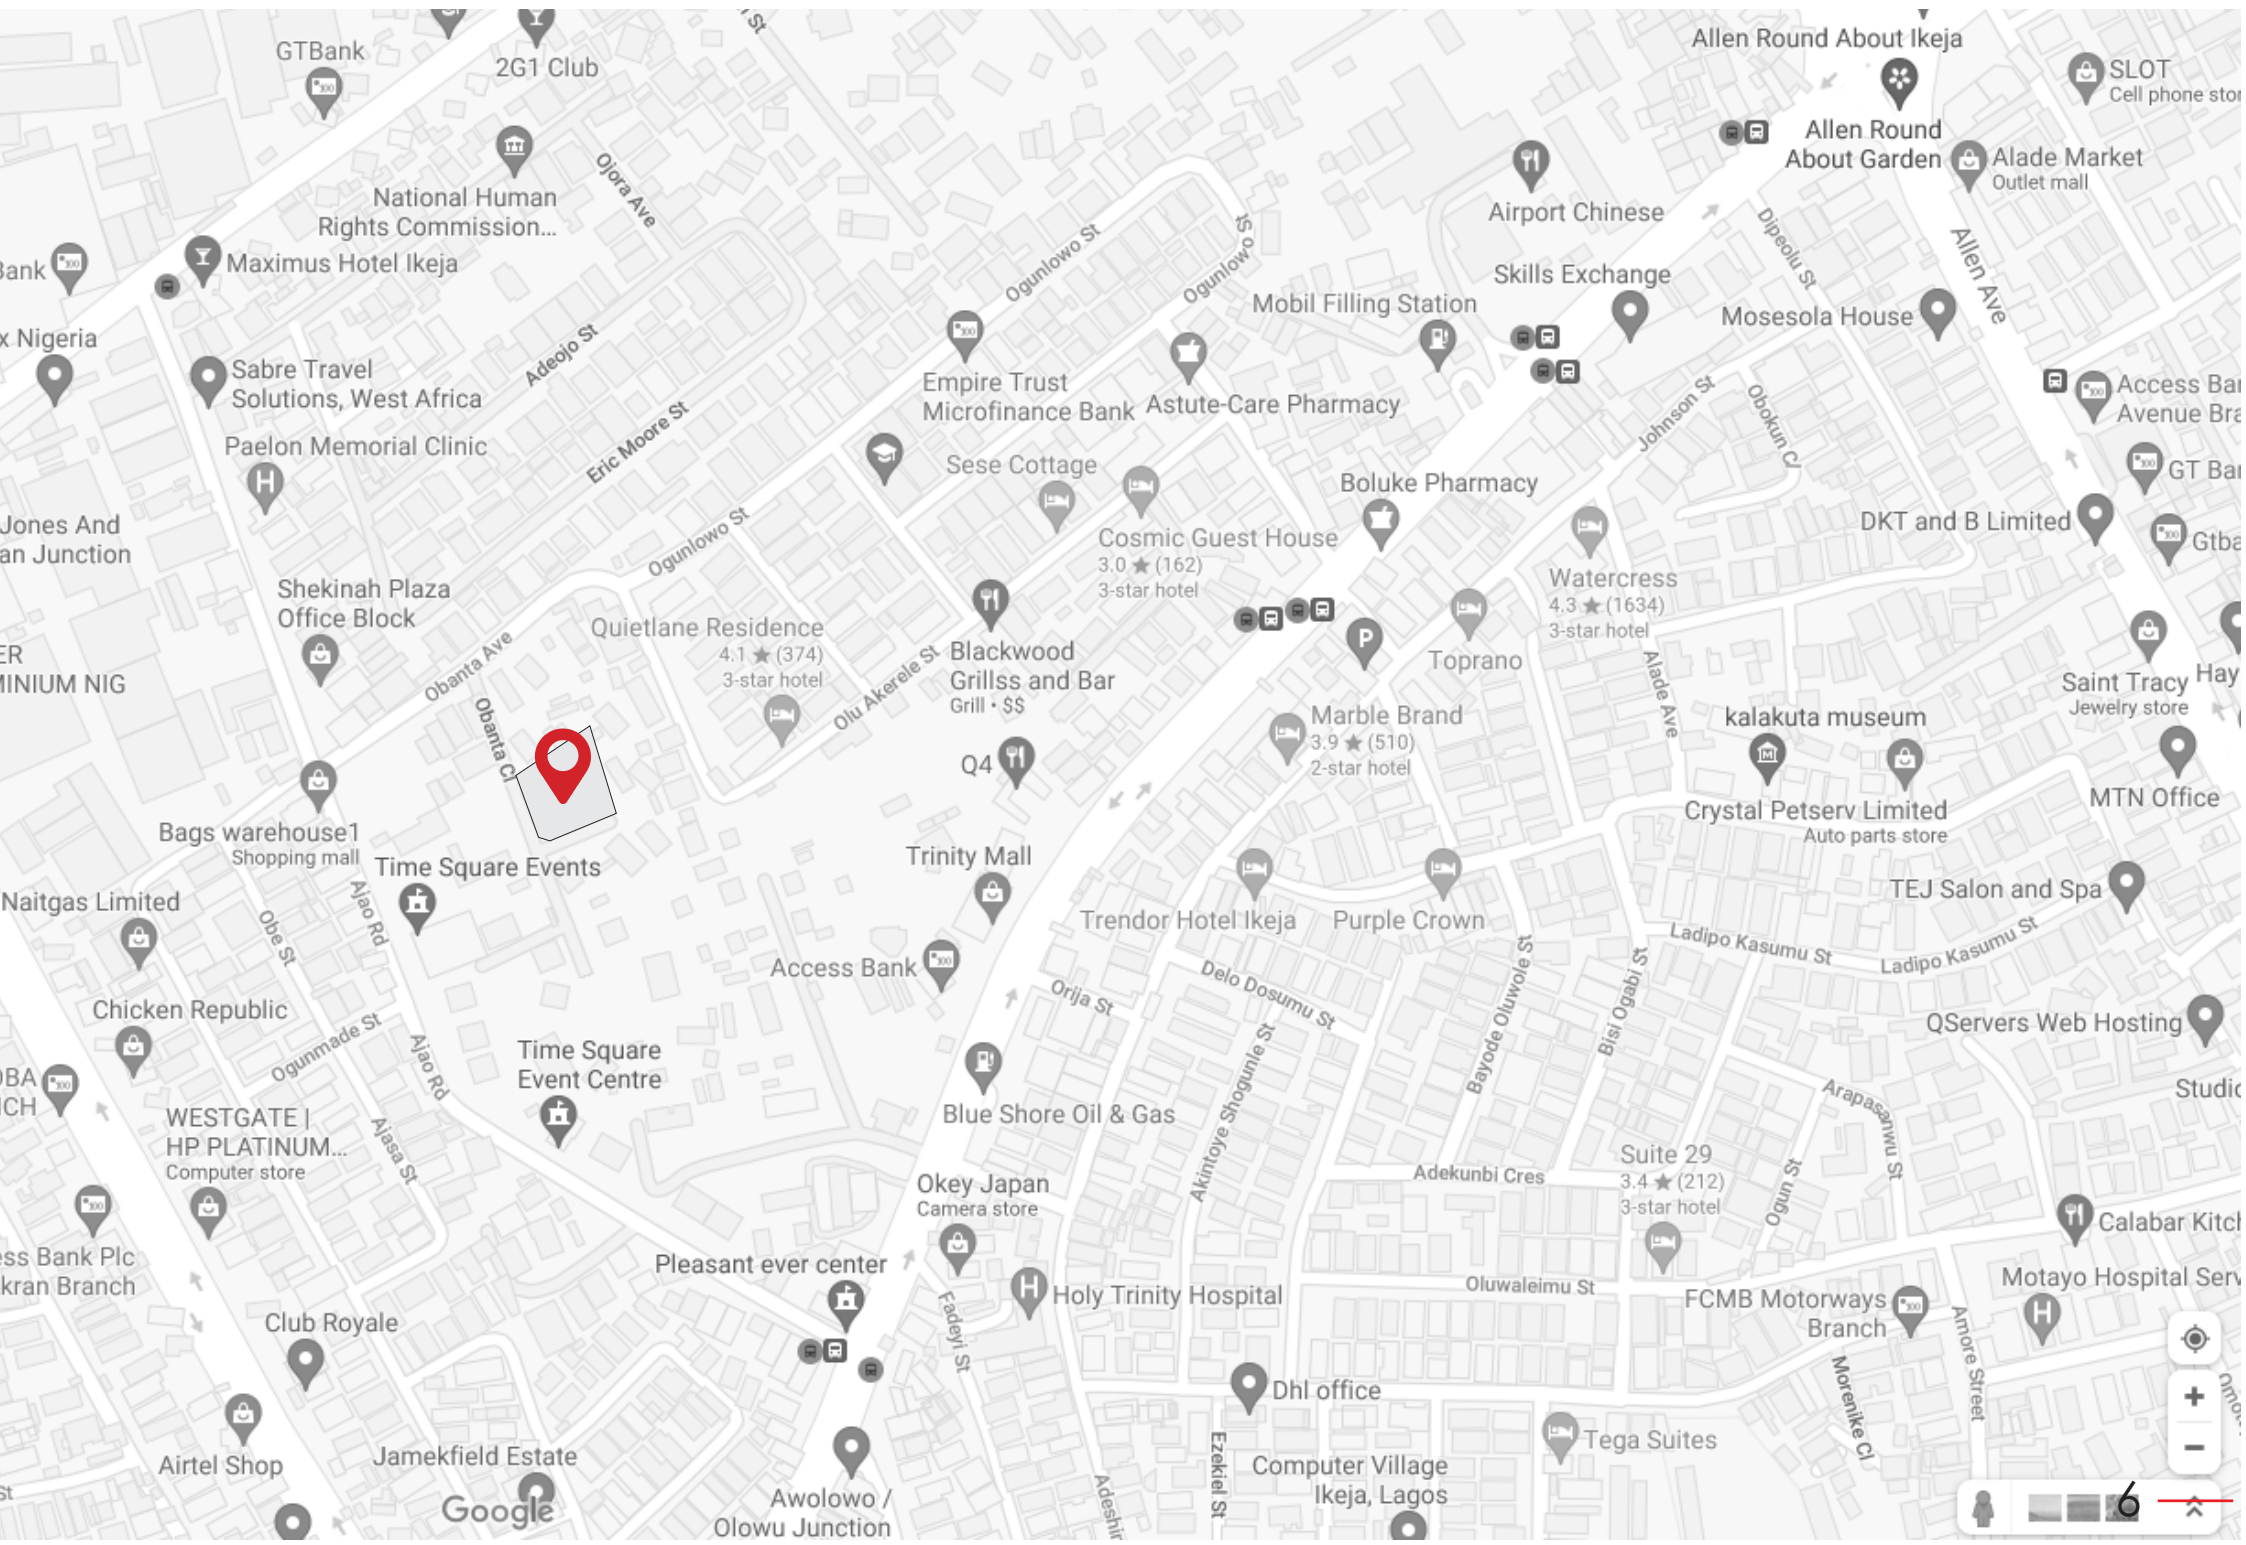 GTBank
2G1 Club
Allen Round About Ikeja
SLOT
Cell phone stor
Allen Round
About Garden
Alade Market
Outlet mall
National Human
Rights Commission...
Ojora Ave
Airport Chinese
Dipeolu St
Allen Ave
Ogunlowo St
Ogunlowo St
Bank
Maximus Hotel Ikeja
Skills Exchange
Mobil Filling Station
Mosesola House
x Nigeria
Adeojo St
Sabre Travel
Solutions, West Africa
Empire Trust
Microfinance Bank
Astute-Care Pharmacy
Johnson St
Obokun Cl
Access Ba
Avenue Bra
Eric Moore St
Paelon Memorial Clinic
Sese Cottage
Boluke Pharmacy
GT Ba
Jones And
an Junction
Ogunlowo St
Cosmic Guest House
3.0 ★ (162)
3-star hotel
DKT and B Limited
Gtba
Shekinah Plaza
Office Block
Quietlane Residence
4.1 ★ (374)
3-star hotel
Watercress
4.3 ★ (1634)
3-star hotel
ER
MINIUM NIG
Obanta Ave
Obanta Cl
Olu Akerele St
Blackwood
Grillss and Bar
Grill • $$
Toprano
Alade Ave
Saint Tracy
Jewelry store
Hay
Marble Brand
3.9 ★ (510)
2-star hotel
kalakuta museum
Q4
Crystal Petserv Limited
Auto parts store
MTN Office
Bags warehouse1
Shopping mall
Time Square Events
Trinity Mall
Naitgas Limited
Obe St
Ajao Rd
Trendor Hotel Ikeja
Purple Crown
TEJ Salon and Spa
Access Bank
Ladipo Kasumu St
Ladipo Kasumu St
Orija St
Delo Dosumu St
Bayode Oluwole St
Bisi Ogabi St
Chicken Republic
Ogunmade St
Ajao Rd
QServers Web Hosting
Time Square
Event Centre
OBA
ICH
Akintoye Shogunle St
Arapasanwu St
Studio
WESTGATE |
HP PLATINUM...
Computer store
Ajasa St
Blue Shore Oil & Gas
Adekunbi Cres
Suite 29
3.4 ★ (212)
3-star hotel
Ogun St
Okey Japan
Camera store
Calabar Kitch
ess Bank Plc
kran Branch
Pleasant ever center
Fadeyi St
Holy Trinity Hospital
Oluwaleimu St
FCMB Motorways
Branch
Motayo Hospital Serv
Amore Street
Club Royale
Dhl office
Morenike Cl
Airtel Shop
Jamekfield Estate
Google
Awolowo /
Olowu Junction
Adeshir
Ezekiel St
Computer Village
Ikeja, Lagos
Tega Suites
6